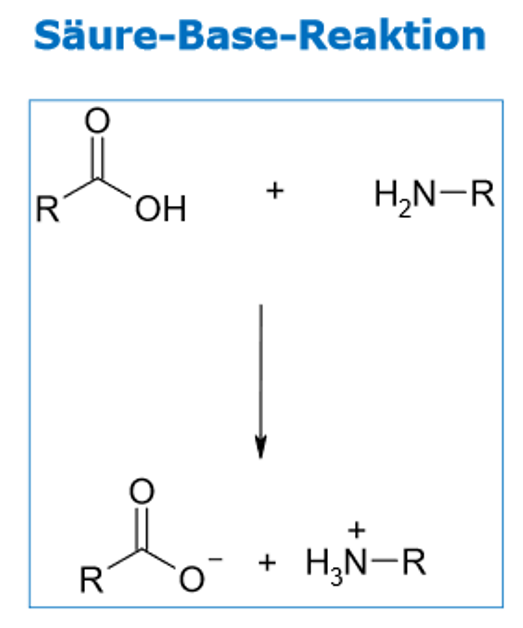 Säure-Base-Reaktion
O
R OH + H₂N–R
O
R O⁻ + H₃N⁺–R